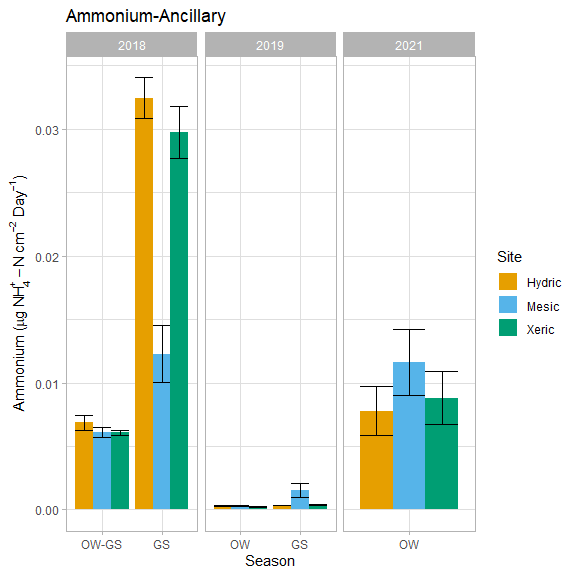 Ammonium-Ancillary
2018 2019 2021
Ammonium (µg NH₄⁺ – N cm⁻² Day⁻¹)
0.03
0.02
0.01
0.00
OW-GS GS OW GS OW
Season
Site
Hydric
Mesic
Xeric